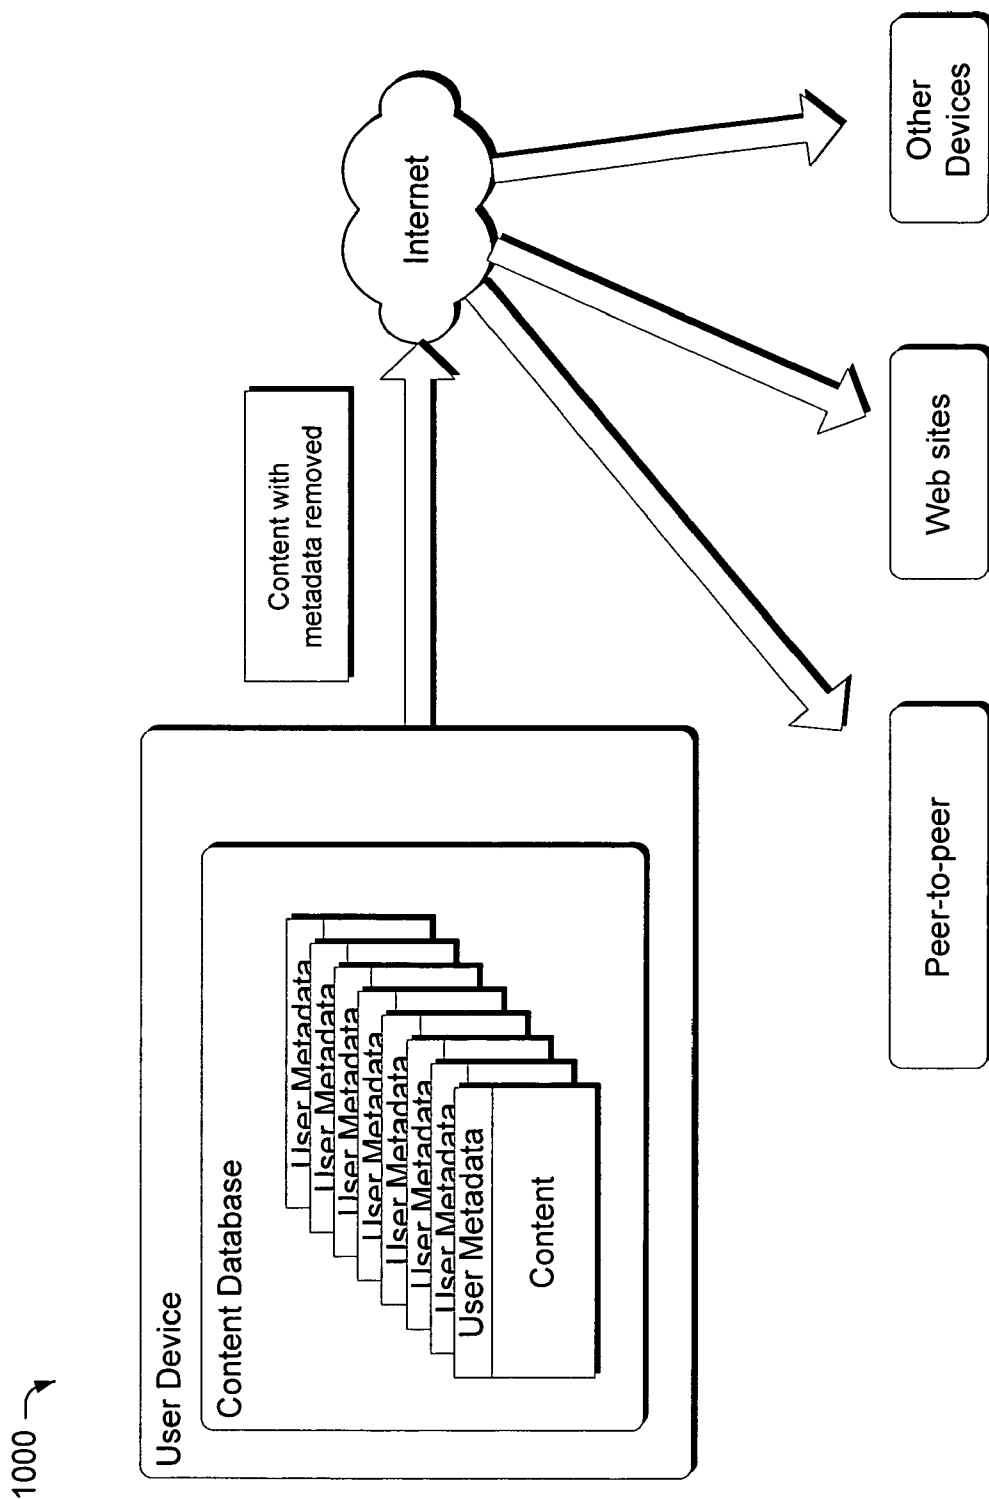 1000
User Device
Content Database
User Metadata
User Metadata
User Metadata
User Metadata
User Metadata
User Metadata
User Metadata
User Metadata
Content
Content with
metadata removed
Internet
Peer-to-peer
Web sites
Other
Devices